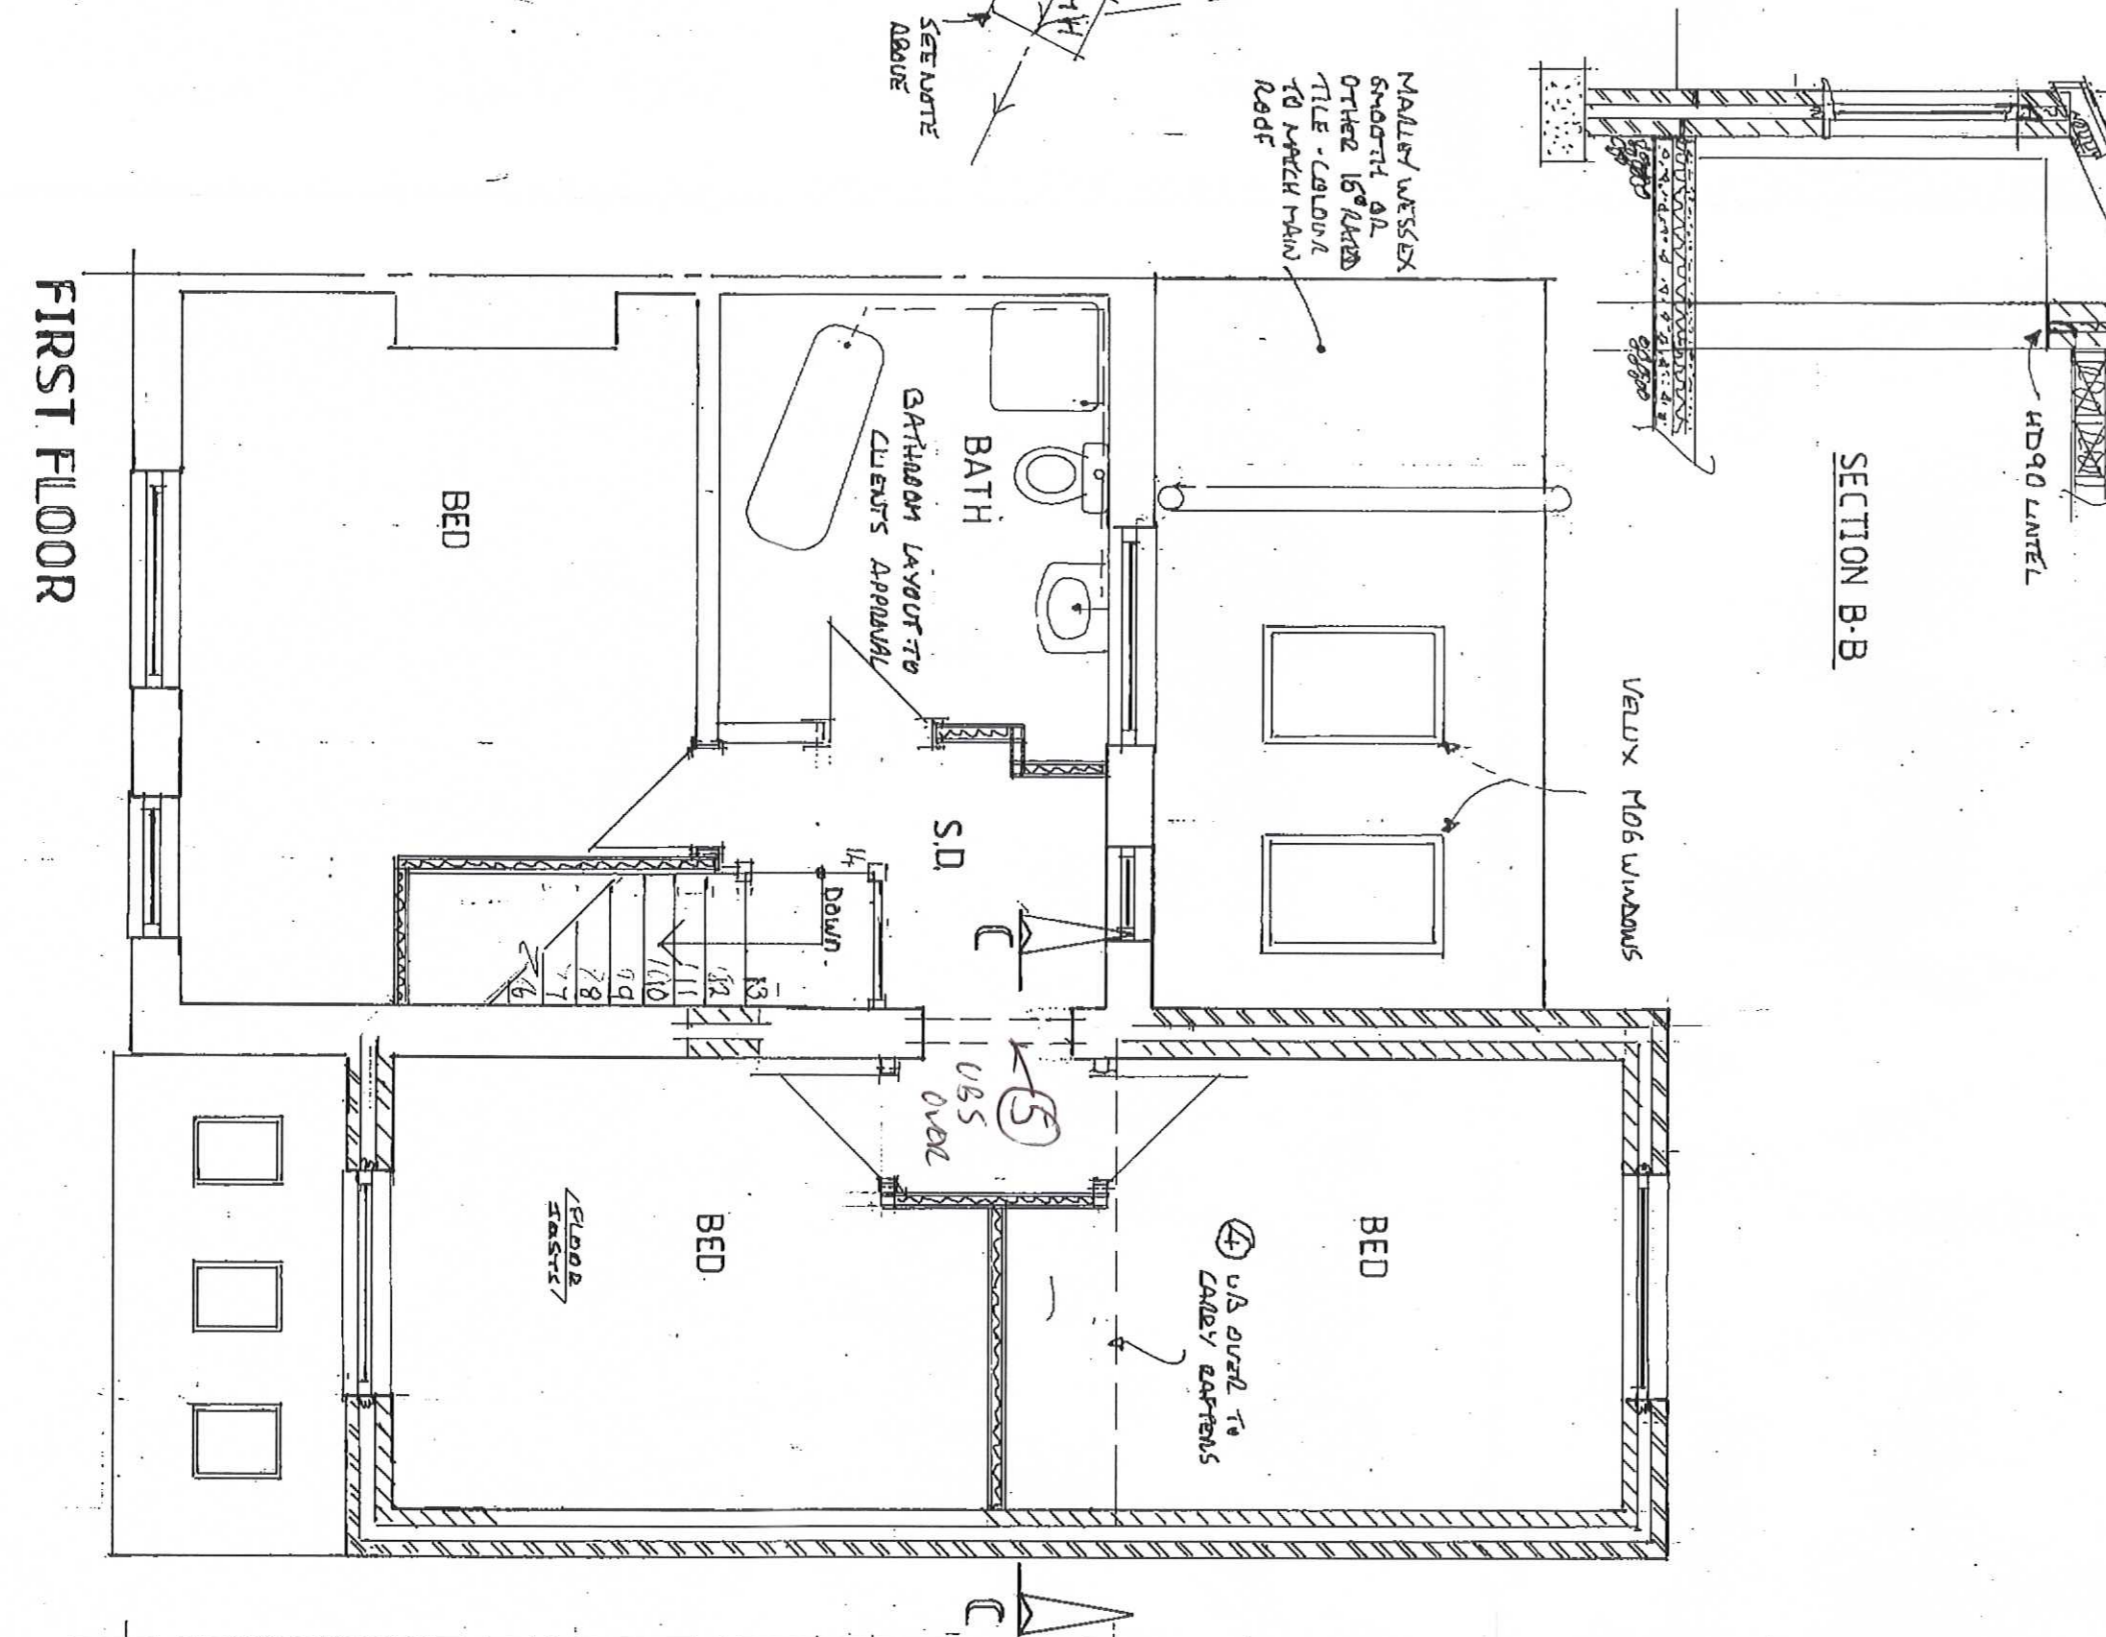 SEE NOTE
ABOVE
MARLEY WESSEX
SMOOTH OR
OTHER 15° RATED
TILE - COLOUR
TO MATCH MAIN
ROOF
HD90 LINTEL
SECTION B-B
VELUX M06 WINDOWS
BATH
BATHROOM LAYOUT TO
CLIENTS APPROVAL
BED
S.D.
C
14
DOWN.
13
12
11
10
9
8
7
6
5
UBS
OVER
BED
4 UB OVER TO
CARRY RAFTERS
BED
FLOOR
JOISTS
C
FIRST FLOOR